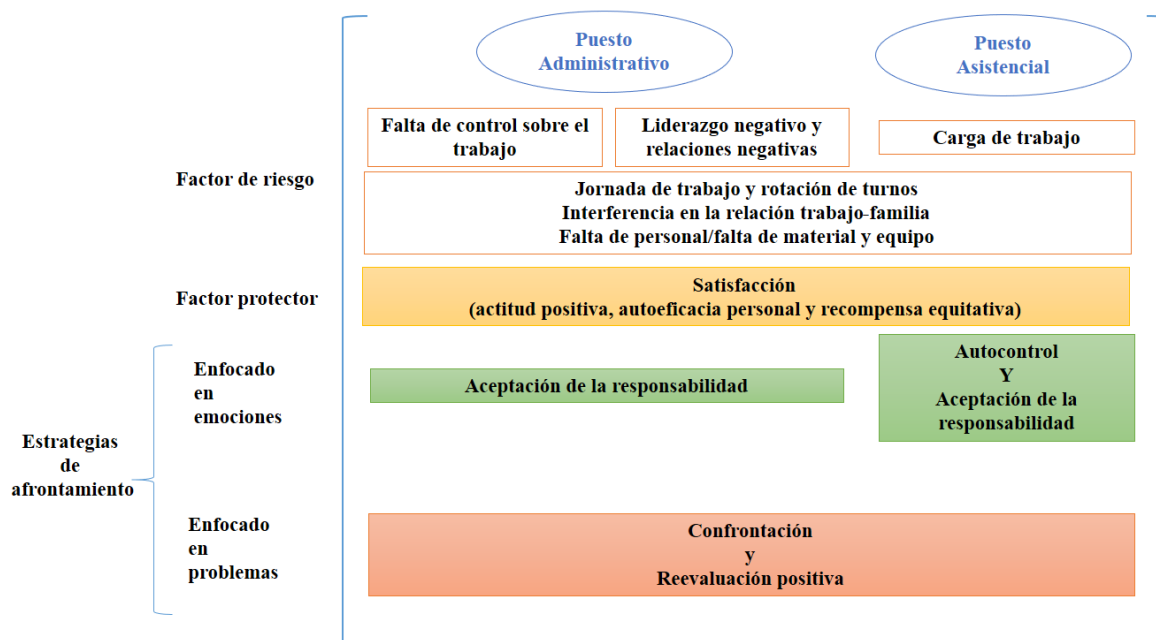 Puesto
Administrativo
Puesto
Asistencial
Falta de control sobre el
trabajo
Liderazgo negativo y
relaciones negativas
Carga de trabajo
Factor de riesgo
Jornada de trabajo y rotación de turnos
Interferencia en la relación trabajo-familia
Falta de personal/falta de material y equipo
Factor protector
Satisfacción
(actitud positiva, autoeficacia personal y recompensa equitativa)
Estrategias
de
afrontamiento
Enfocado
en
emociones
Aceptación de la responsabilidad
Autocontrol
Y
Aceptación de la
responsabilidad
Enfocado
en
problemas
Confrontación
y
Reevaluación positiva